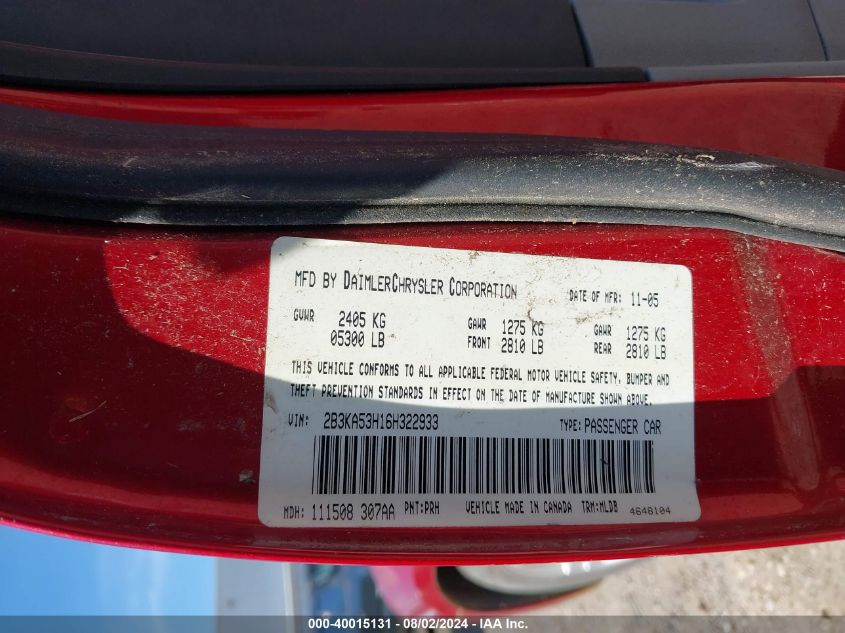 MFD BY DAIMLERCHRYSLER CORPORATION DATE OF MFR: 11-05
GVWR 2405 KG GAWR 1275 KG GAWR 1275 KG
05300 LB FRONT 2810 LB REAR 2810 LB
THIS VEHICLE CONFORMS TO ALL APPLICABLE FEDERAL MOTOR VEHICLE SAFETY, BUMPER AND
THEFT PREVENTION STANDARDS IN EFFECT ON THE DATE OF MANUFACTURE SHOWN ABOVE.
VIN: 2B3KA53H16H322933 TYPE: PASSENGER CAR
MDH: 111508 307AA PNT:PRH VEHICLE MADE IN CANADA TRM:MLDB 4648104
000-40015131 - 08/02/2024 - IAA Inc.